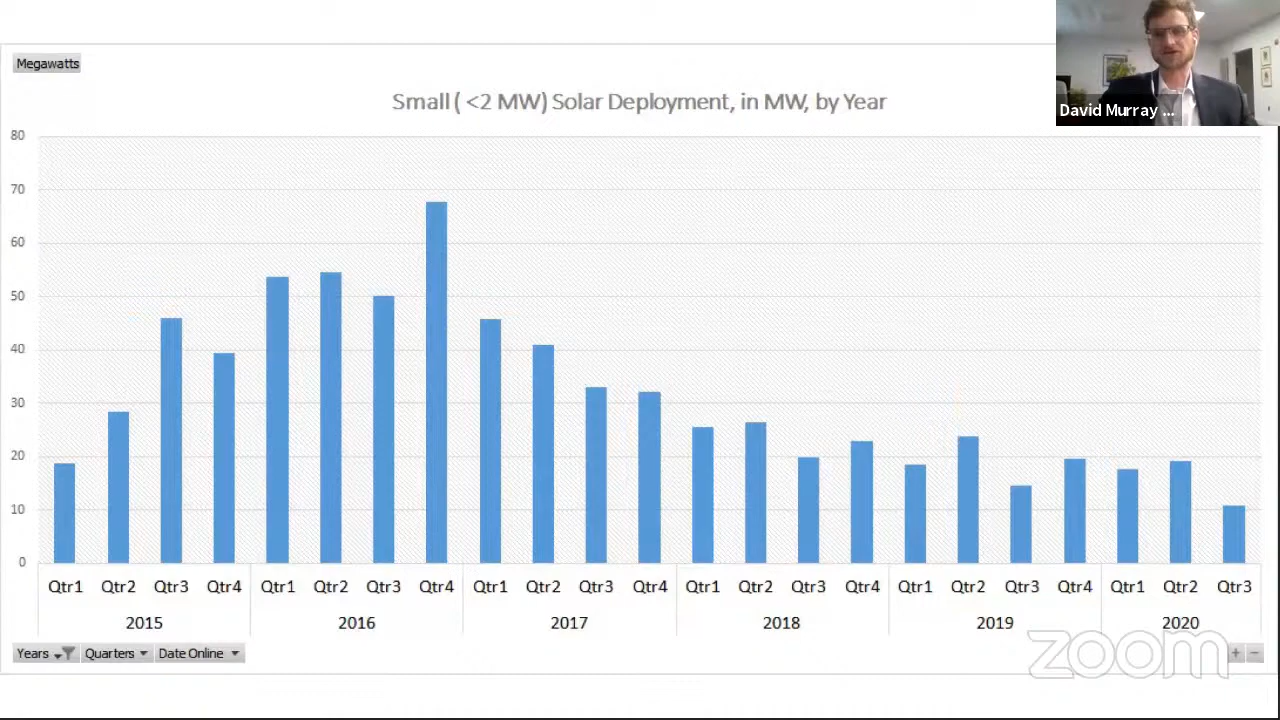 Megawatts
Small ( <2 MW) Solar Deployment, in MW, by Year
David Murray ...
80
70
60
50
40
30
20
10
0
Qtr1 Qtr2 Qtr3 Qtr4 Qtr1 Qtr2 Qtr3 Qtr4 Qtr1 Qtr2 Qtr3 Qtr4 Qtr1 Qtr2 Qtr3 Qtr4 Qtr1 Qtr2 Qtr3 Qtr4 Qtr1 Qtr2 Qtr3
2015 2016 2017 2018 2019 2020
Years Quarters Date Online
+ −
zoom